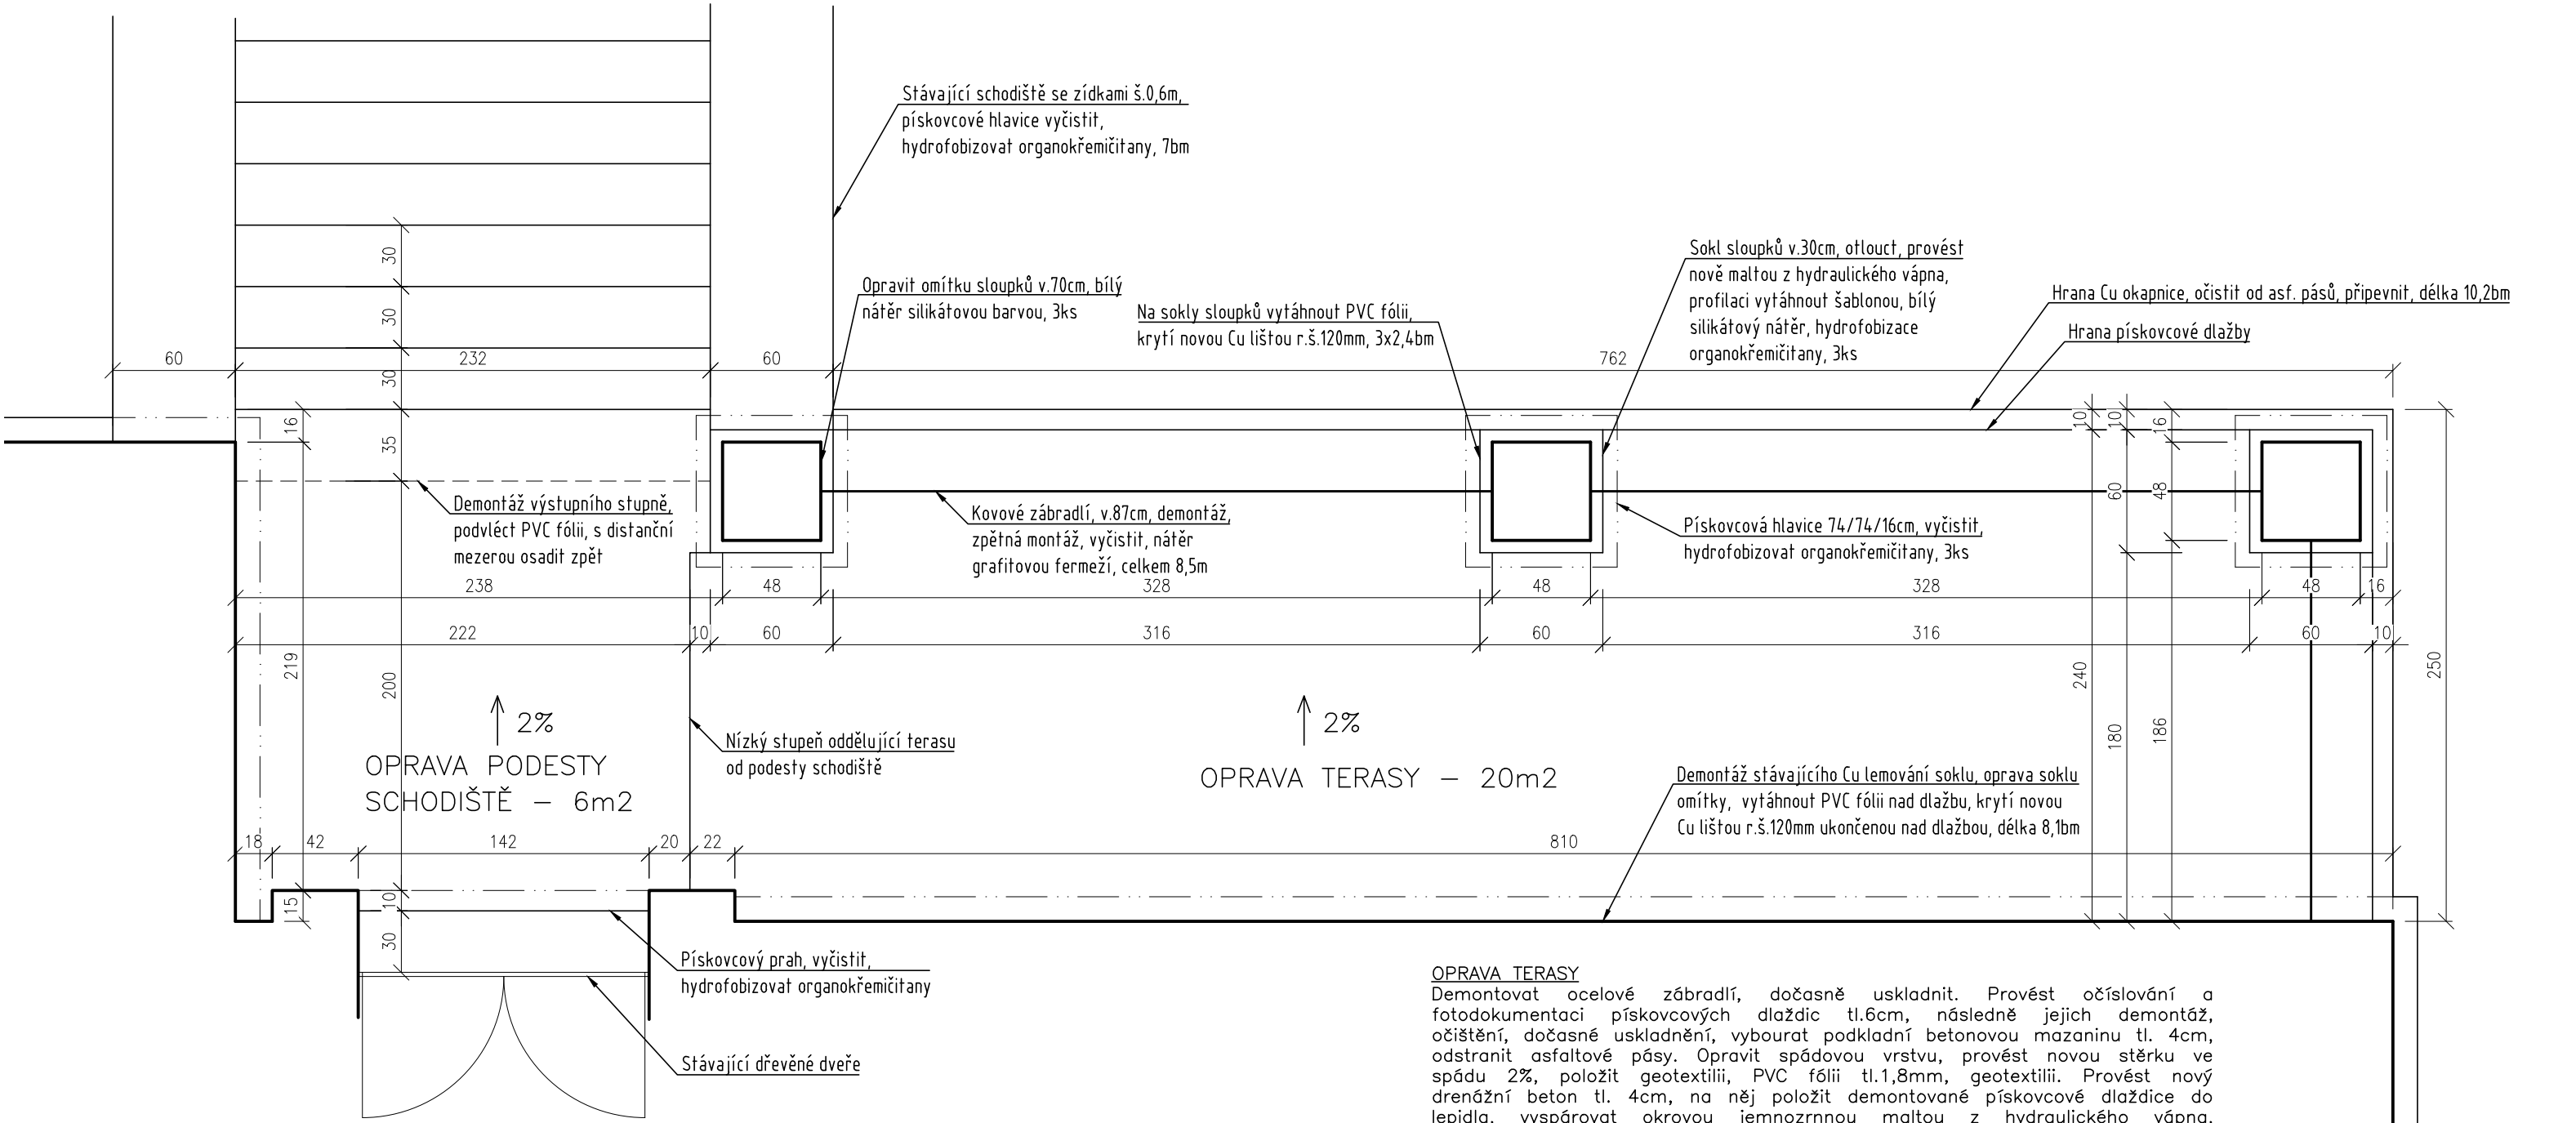 Stávající schodiště se zídkami š.0,6m,
pískovcové hlavice vyčistit,
hydrofobizovat organokřemičitany, 7bm
Opravit omítku sloupků v.70cm, bílý
nátěr silikátovou barvou, 3ks
Na sokly sloupků vytáhnout PVC fólii,
krytí novou Cu lištou r.š.120mm, 3x2,4bm
Sokl sloupků v.30cm, otlouct, provést
nově maltou z hydraulického vápna,
profilaci vytáhnout šablonou, bílý
silikátový nátěr, hydrofobizace
organokřemičitany, 3ks
Hrana Cu okapnice, očistit od asf. pásů, připevnit, délka 10,2bm
Hrana pískovcové dlažby
60 232 60 762
30
30
30
35
200
10
30
16
219
15
10
240
10
60
180
16
48
186
250
Demontáž výstupního stupně,
podvléct PVC fólii, s distanční
mezerou osadit zpět
Kovové zábradlí, v.87cm, demontáž,
zpětná montáž, vyčistit, nátěr
grafitovou fermeží, celkem 8,5m
Pískovcová hlavice 74/74/16cm, vyčistit,
hydrofobizovat organokřemičitany, 3ks
238 48 328 48 328 48 16
222 10 60 316 60 316 60 10
2%
OPRAVA PODESTY
SCHODIŠTĚ – 6m2
Nízký stupeň oddělující terasu
od podesty schodiště
2%
OPRAVA TERASY – 20m2
Demontáž stávajícího Cu lemování soklu, oprava soklu
omítky, vytáhnout PVC fólii nad dlažbu, krytí novou
Cu lištou r.š.120mm ukončenou nad dlažbou, délka 8,1bm
18 42 142 20 22 810
Pískovcový prah, vyčistit,
hydrofobizovat organokřemičitany
Stávající dřevěné dveře
OPRAVA TERASY
Demontovat ocelové zábradlí, dočasně uskladnit. Provést očíslování a
fotodokumentaci pískovcových dlaždic tl.6cm, následně jejich demontáž,
očištění, dočasné uskladnění, vybourat podkladní betonovou mazaninu tl. 4cm,
odstranit asfaltové pásy. Opravit spádovou vrstvu, provést novou stěrku ve
spádu 2%, položit geotextilii, PVC fólii tl.1,8mm, geotextilii. Provést nový
drenážní beton tl. 4cm, na něj položit demontované pískovcové dlaždice do
lepidla, vyspárovat okrovou jemnozrnnou maltou z hydraulického vápna.